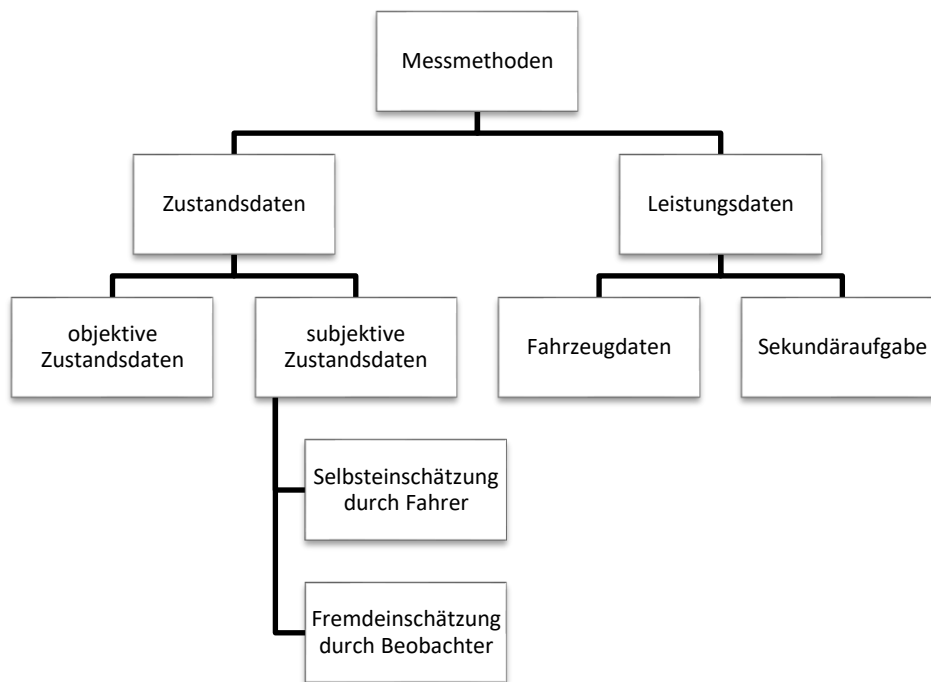 Messmethoden
Zustandsdaten
Leistungsdaten
objektive
Zustandsdaten
subjektive
Zustandsdaten
Fahrzeugdaten
Sekundäraufgabe
Selbsteinschätzung
durch Fahrer
Fremdeinschätzung
durch Beobachter